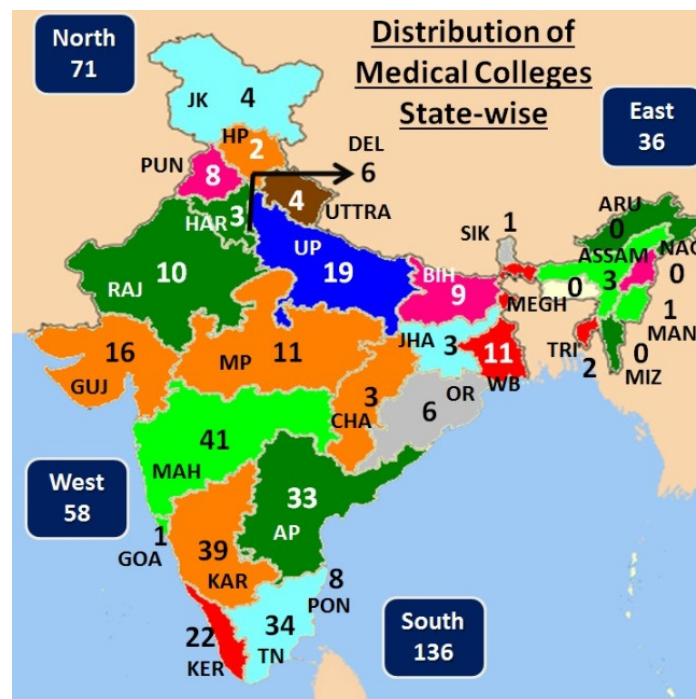 North
71
Distribution of
Medical Colleges
State-wise
East
36
JK 4
HP
2
DEL
6
PUN
8
4
UTTRA
HAR 3
ARU
0
SIK 1
ASSAM
NAG
0
3
UP
19
RAJ
10
BIH
9
MEGH
0
1
MAN
16
GUJ
MP 11
JHA 3
11
WB
TRI
2
0
MIZ
3
CHA
OR
6
41
MAH
West
58
33
AP
1
GOA
39
KAR
8
PON
22
KER
34
TN
South
136